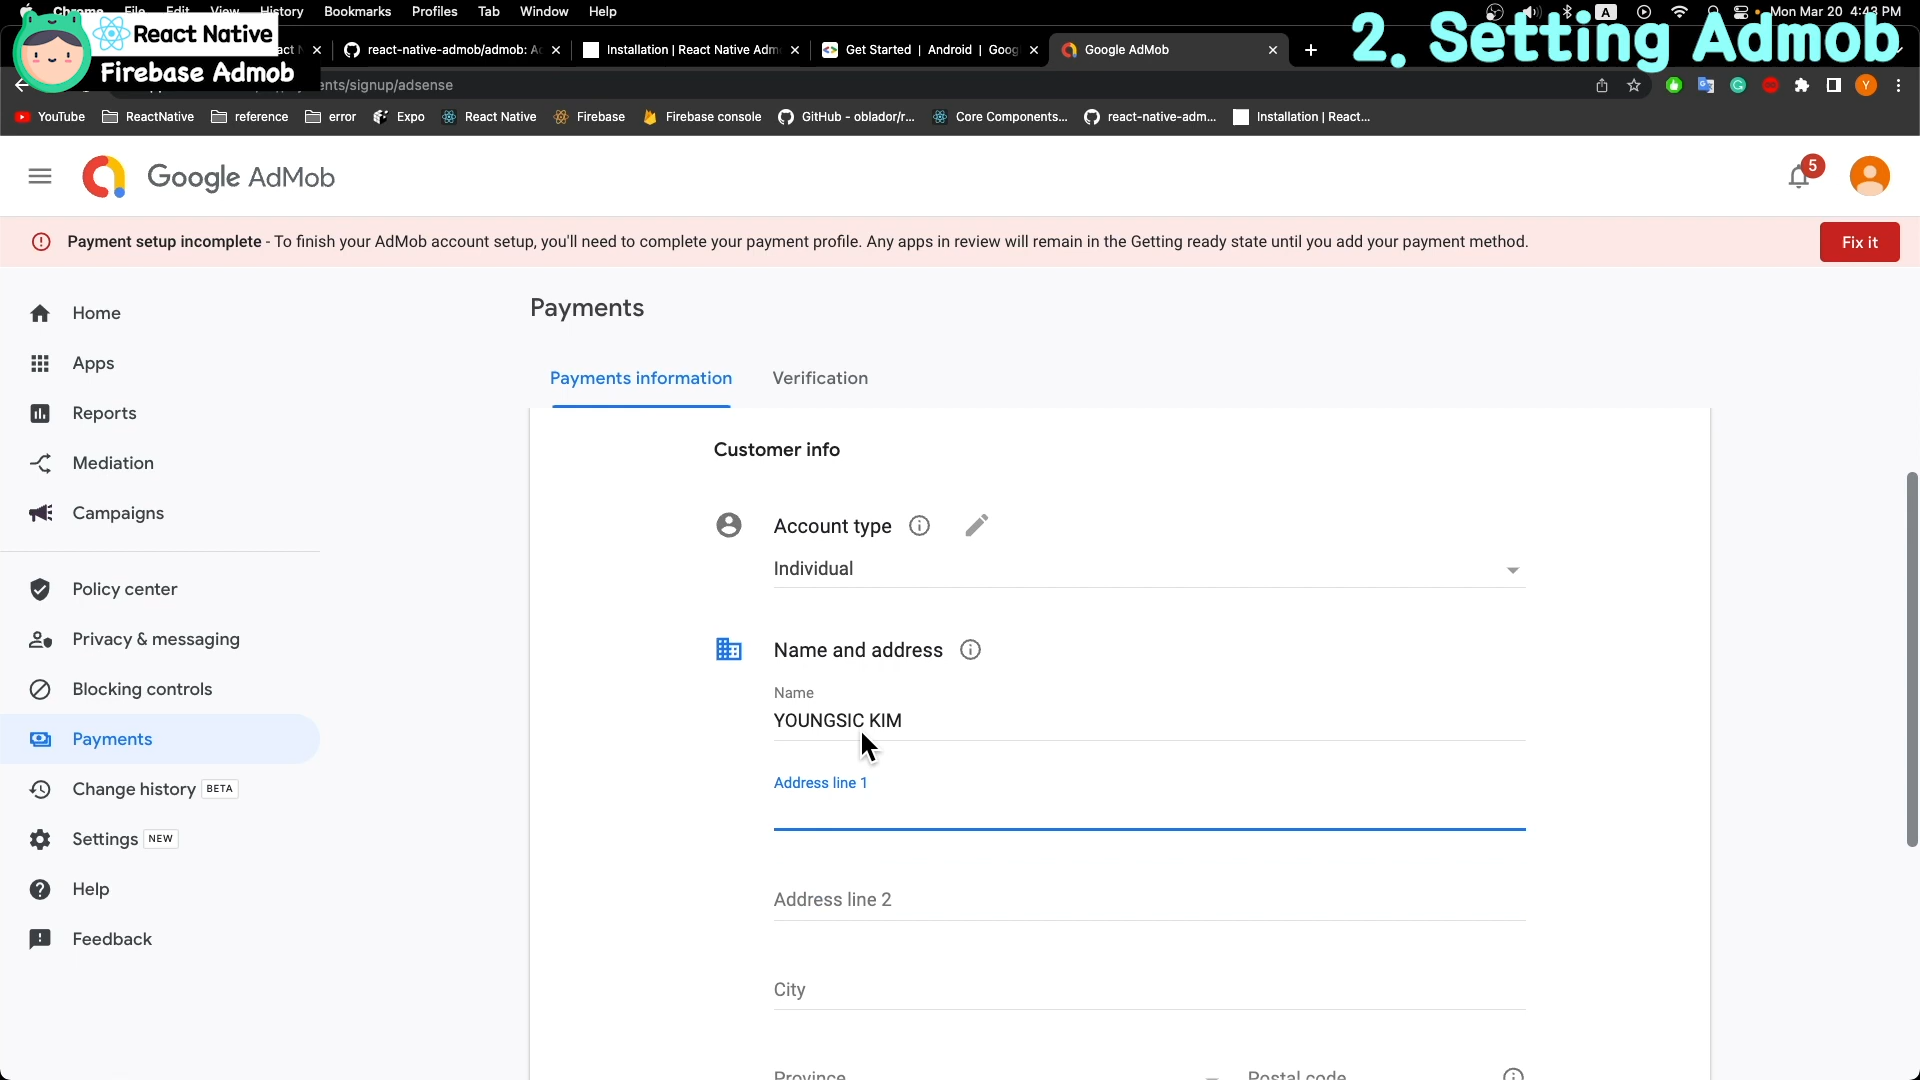 Chrome File Edit View History Bookmarks Profiles Tab Window Help
A Mon Mar 20 4:43 PM
React Native
Firebase Admob
2. Setting Admob
react-native-admob/admob:
Installation | React Native Adm
Get Started | Android | Goog
Google AdMob
ents/signup/adsense
Y
YouTube ReactNative reference error Expo React Native Firebase Firebase console GitHub - oblador/r... Core Components... react-native-adm... Installation | React...
Google AdMob
5
Payment setup incomplete - To finish your AdMob account setup, you'll need to complete your payment profile. Any apps in review will remain in the Getting ready state until you add your payment method.
Fix it
Home
Apps
Reports
Mediation
Campaigns
Policy center
Privacy & messaging
Blocking controls
Payments
Change history BETA
Settings NEW
Help
Feedback
Payments
Payments information Verification
Customer info
Account type
Individual
Name and address
Name
YOUNGSIC KIM
Address line 1
Address line 2
City
Province Postal code